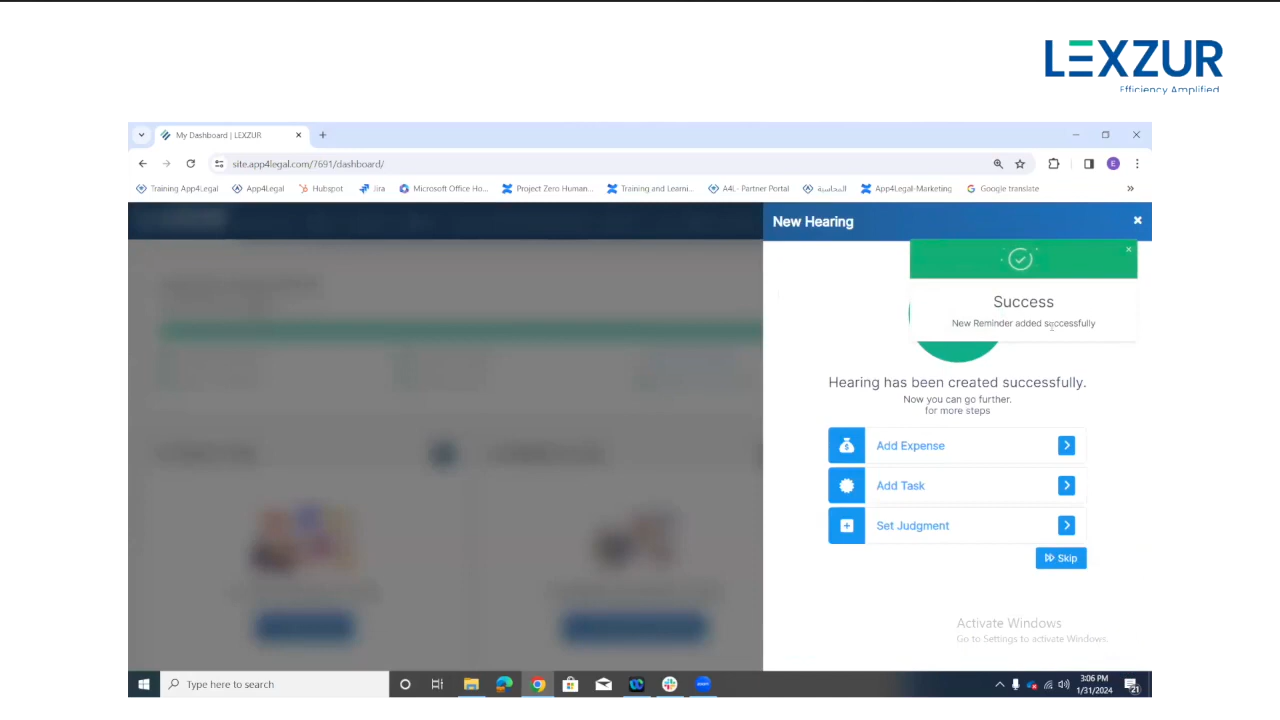 LEXZUR
Efficiency Amplified
My Dashboard | LEXZUR
site.app4legal.com/7691/dashboard/
E
Training App4Legal
App4Legal
Hubspot
Jira
Microsoft Office Ho...
Project Zero Human...
Training and Learni...
A4L- Partner Portal
المحاسبة
App4Legal-Marketing
Google translate
New Hearing
Success
New Reminder added successfully
Hearing has been created successfully.
Now you can go further.
for more steps
Add Expense
Add Task
Set Judgment
Skip
Activate Windows
Go to Settings to activate Windows.
Type here to search
3:06 PM
1/31/2024
21